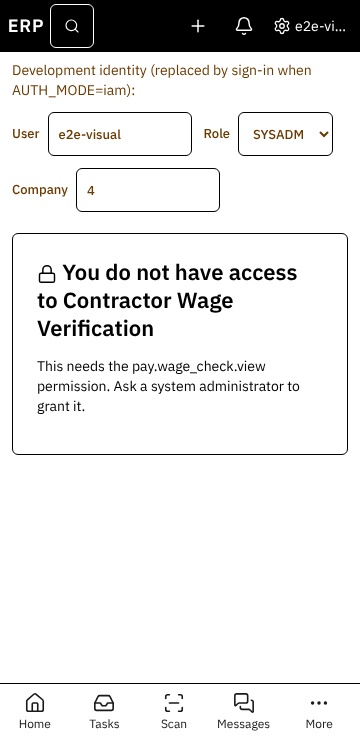 ERP
e2e-vi...
Development identity (replaced by sign-in when
AUTH_MODE=iam):
User e2e-visual Role SYSADM
Company 4
You do not have access
to Contractor Wage
Verification
This needs the pay.wage_check.view
permission. Ask a system administrator to
grant it.
Home Tasks Scan Messages More